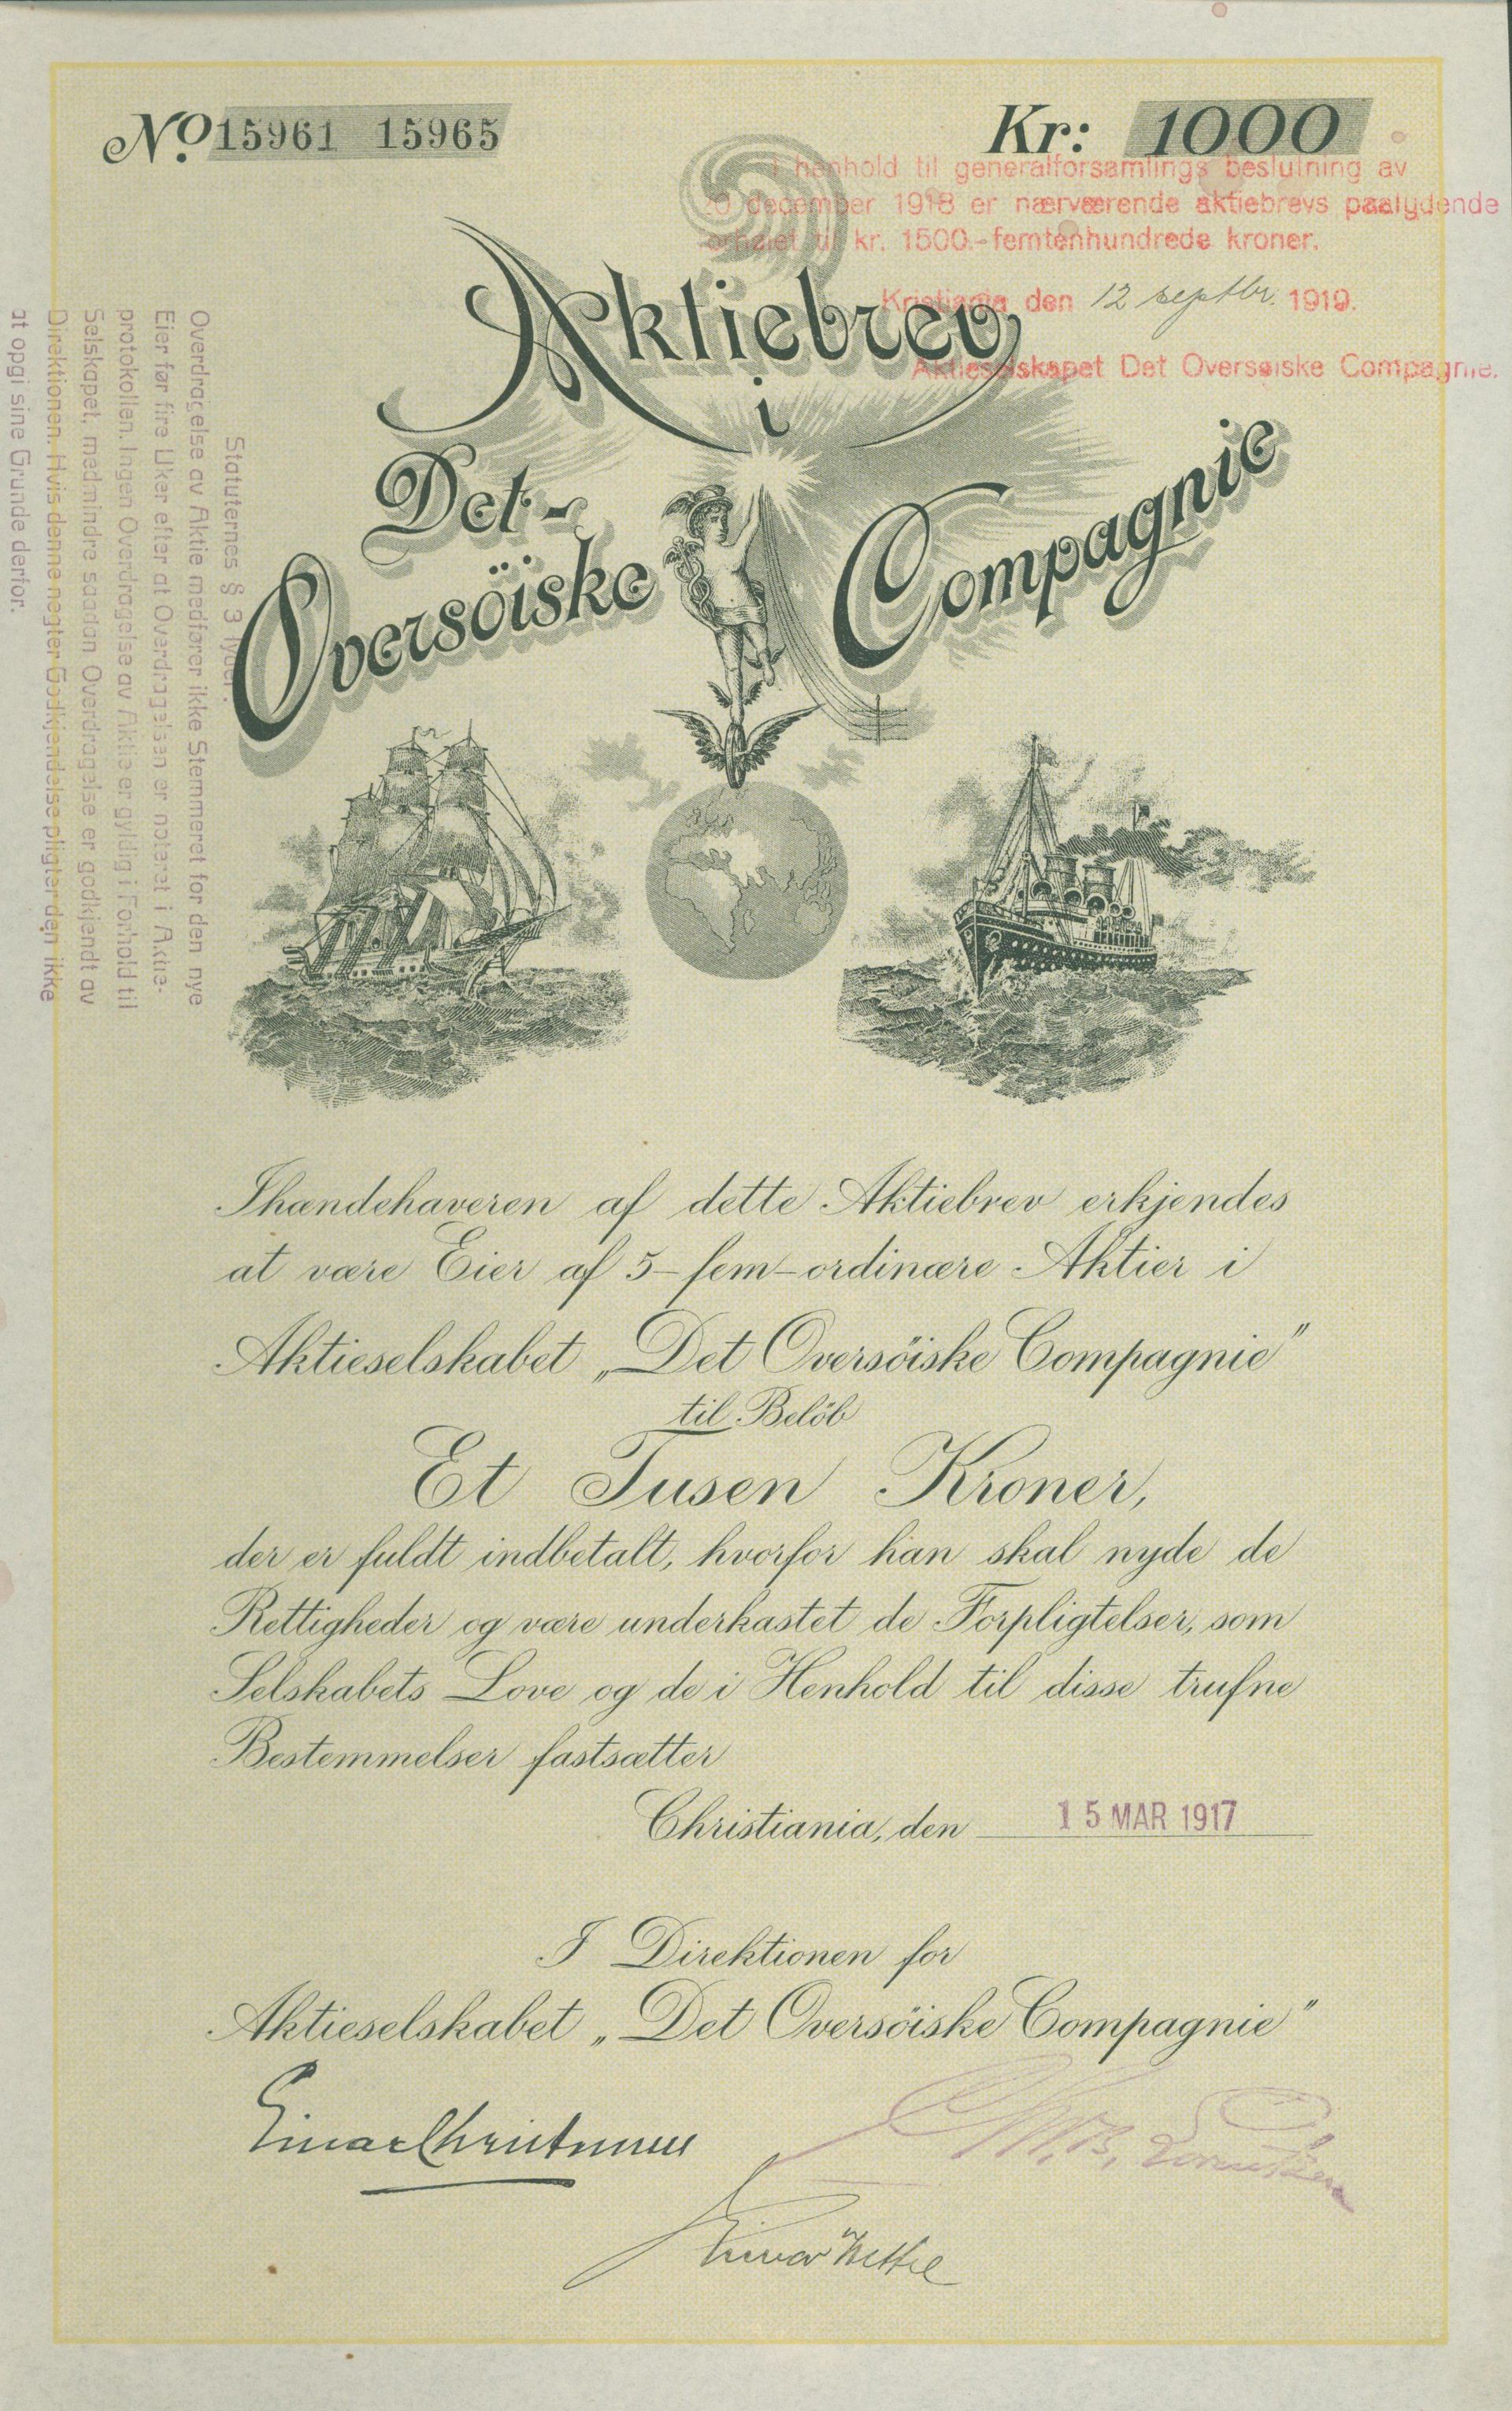 No. 15961 15965
Kr: 1000
I henhold til generalforsamlings beslutning av
20 december 1918 er nærværende aktiebrevs paalydende
forhøiet til kr. 1500.- femtenhundrede kroner.
Kristiania den 12 septbr. 1919.
Aktieselskapet Det Oversøiske Compagnie.
Aktiebrev
i
Det
Oversöiske Compagnie
Statuternes § 3 lyder:
Overdragelse av Aktie medfører ikke Stemmeret for den nye
Eier før fire Uker efter at Overdragelsen er noteret i Aktie-
protokollen. Ingen Overdragelse av Aktie er gyldig i Forhold til
Selskapet, medmindre saadan Overdragelse er godkjendt av
Direktionen. Hvis denne negter Godkjendelse pligter den ikke
at opgi sine Grunde derfor.
Ihændehaveren af dette Aktiebrev erkjendes
at være Eier af 5-fem-ordinære Aktier i
Aktieselskabet „Det Oversöiske Compagnie"
til Belöb
Et Tusen Kroner,
der er fuldt indbetalt, hvorfor han skal nyde de
Rettigheder og være underkastet de Forpligtelser, som
Selskabets Love og de i Henhold til disse trufne
Bestemmelser fastsætter
Christiania, den 15 MAR 1917
I Direktionen for
Aktieselskabet „Det Oversöiske Compagnie"
Einar Christensen